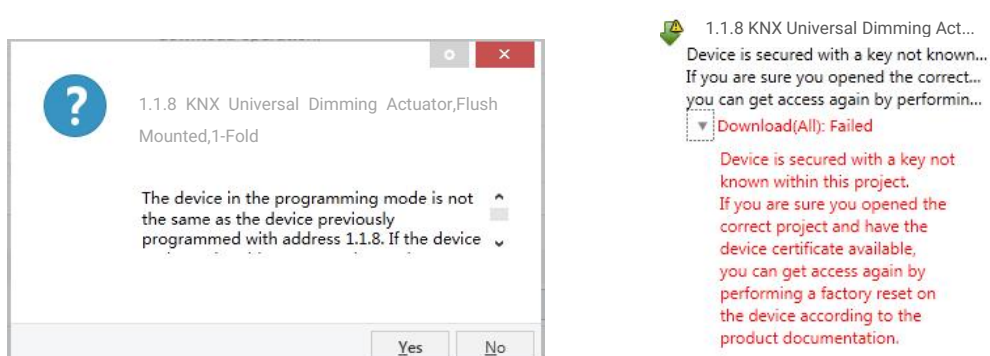 1.1.8 KNX Universal Dimming Actuator,Flush
Mounted,1-Fold
The device in the programming mode is not
the same as the device previously
programmed with address 1.1.8. If the device
Yes
No
1.1.8 KNX Universal Dimming Act...
Device is secured with a key not known...
If you are sure you opened the correct...
you can get access again by performin...
Download(All): Failed
Device is secured with a key not
known within this project.
If you are sure you opened the
correct project and have the
device certificate available,
you can get access again by
performing a factory reset on
the device according to the
product documentation.